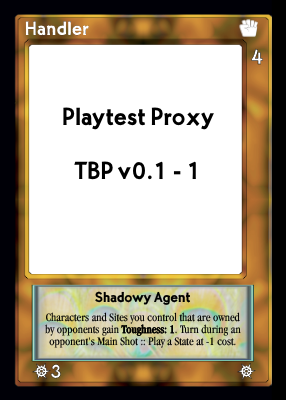 Handler
4
Playtest Proxy
TBP v0.1 - 1
Shadowy Agent
Characters and Sites you control that are owned
by opponents gain Toughness: 1. Turn during an
opponent's Main Shot :: Play a State at -1 cost.
3